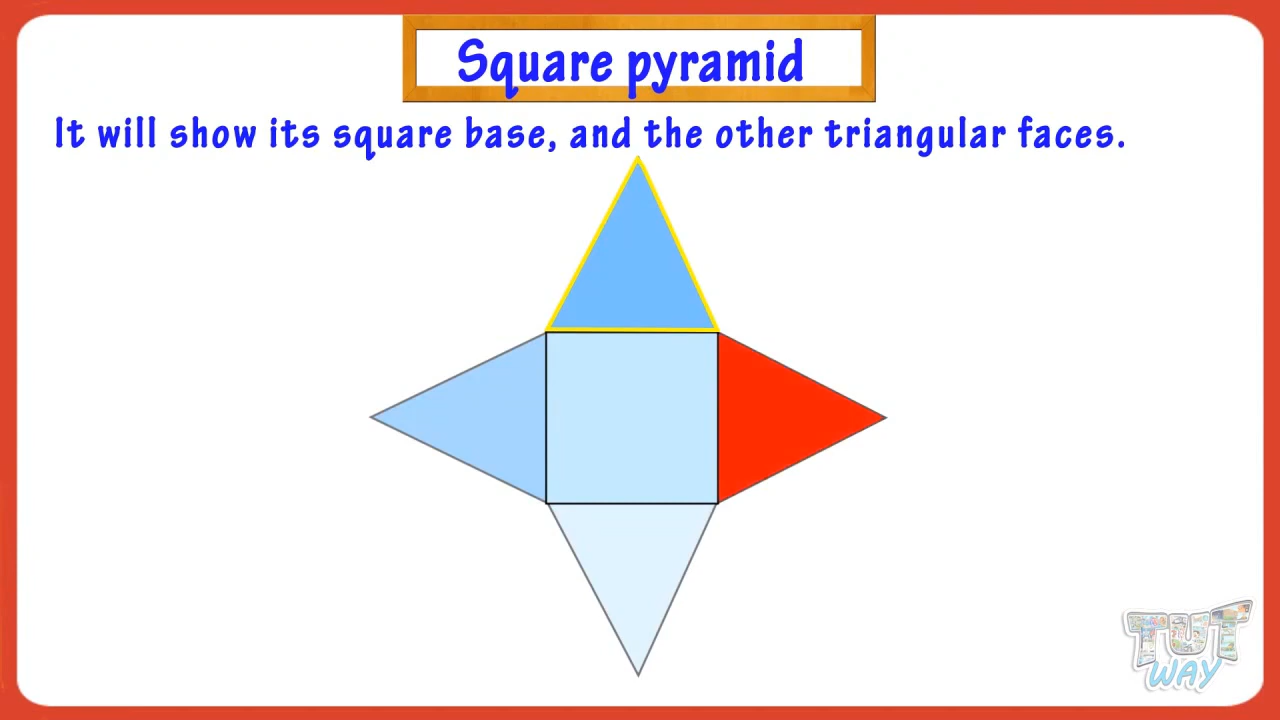 Square pyramid
It will show its square base, and the other triangular faces.
TUT
WAY